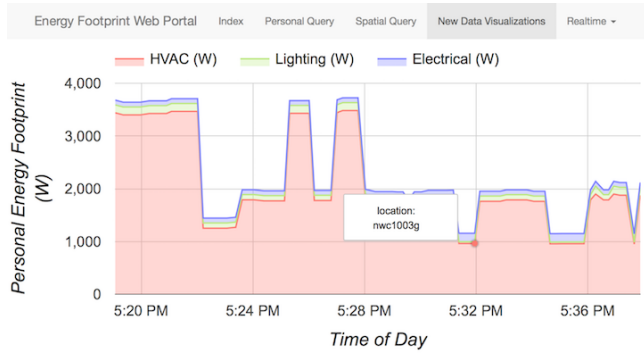 Energy Footprint Web Portal Index Personal Query Spatial Query New Data Visualizations Realtime
HVAC (W) Lighting (W) Electrical (W)
Personal Energy Footprint
(W)
4,000
3,000
2,000
1,000
0
location:
nwc1003g
5:20 PM 5:24 PM 5:28 PM 5:32 PM 5:36 PM
Time of Day